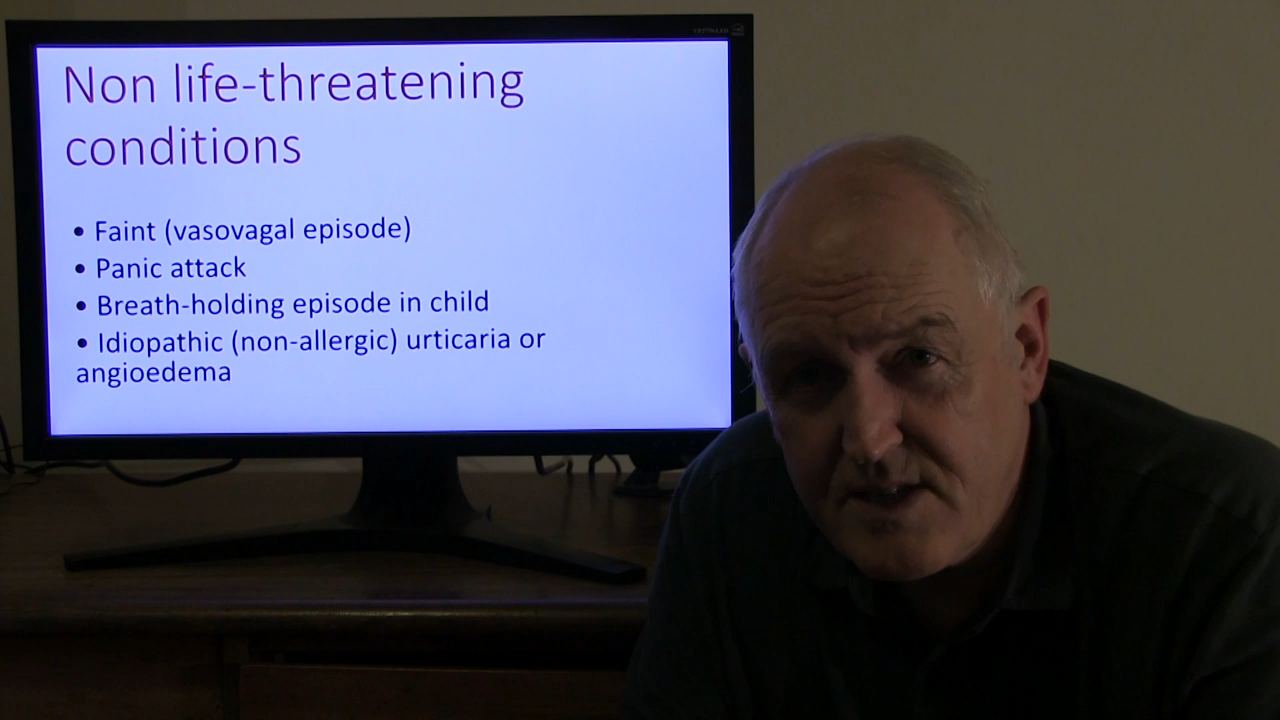 Non life-threatening
conditions
• Faint (vasovagal episode)
• Panic attack
• Breath-holding episode in child
• Idiopathic (non-allergic) urticaria or
angioedema